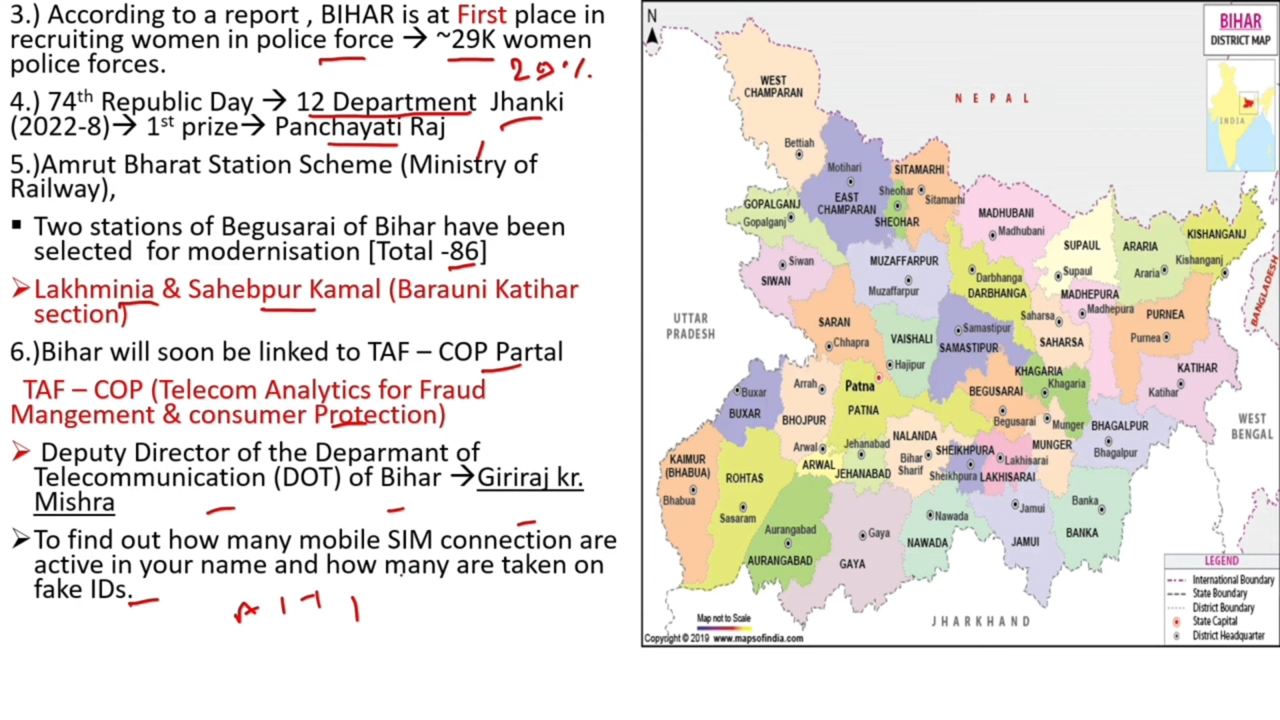 3.) According to a report , BIHAR is at First place in
recruiting women in police force → ~29K women
police forces.
20%
4.) 74th Republic Day → 12 Department Jhanki
(2022-8)→ 1st prize→ Panchayati Raj
5.)Amrut Bharat Station Scheme (Ministry of
Railway),
▪ Two stations of Begusarai of Bihar have been
selected for modernisation [Total -86]
➢ Lakhminia & Sahebpur Kamal (Barauni Katihar
section)
6.)Bihar will soon be linked to TAF – COP Partal
TAF – COP (Telecom Analytics for Fraud
Mangement & consumer Protection)
➢ Deputy Director of the Deparmant of
Telecommunication (DOT) of Bihar →Giriraj kr.
Mishra
➢ To find out how many mobile SIM connection are
active in your name and how many are taken on
fake IDs.
N
BIHAR
DISTRICT MAP
INDIA
NEPAL
WEST
CHAMPARAN
Bettiah
Motihari
EAST
CHAMPARAN
SITAMARHI
Sitamarhi
Sheohar
SHEOHAR
GOPALGANJ
Gopalganj
MADHUBANI
Madhubani
SUPAUL
Supaul
ARARIA
Araria
KISHANGANJ
Kishanganj
BANGLADESH
Siwan
SIWAN
MUZAFFARPUR
Muzaffarpur
Darbhanga
DARBHANGA
MADHEPURA
Madhepura
PURNEA
Purnea
UTTAR
PRADESH
SARAN
Chhapra
VAISHALI
Hajipur
Samastipur
SAMASTIPUR
Saharsa
SAHARSA
KHAGARIA
Khagaria
KATIHAR
Katihar
Buxar
BUXAR
Arrah
BHOJPUR
Patna
PATNA
BEGUSARAI
Begusarai
Munger
MUNGER
BHAGALPUR
Bhagalpur
WEST
BENGAL
KAIMUR
(BHABUA)
Bhabua
ROHTAS
Sasaram
Arwal
ARWAL
Jehanabad
JEHANABAD
NALANDA
Bihar
Sharif
SHEIKHPURA
Sheikhpura
Lakhisarai
LAKHISARAI
Aurangabad
AURANGABAD
Gaya
GAYA
Nawada
NAWADA
Jamui
JAMUI
Banka
BANKA
JHARKHAND
Map not to Scale
Copyright © 2019 www.mapsofindia.com
LEGEND
International Boundary
State Boundary
District Boundary
State Capital
District Headquarter